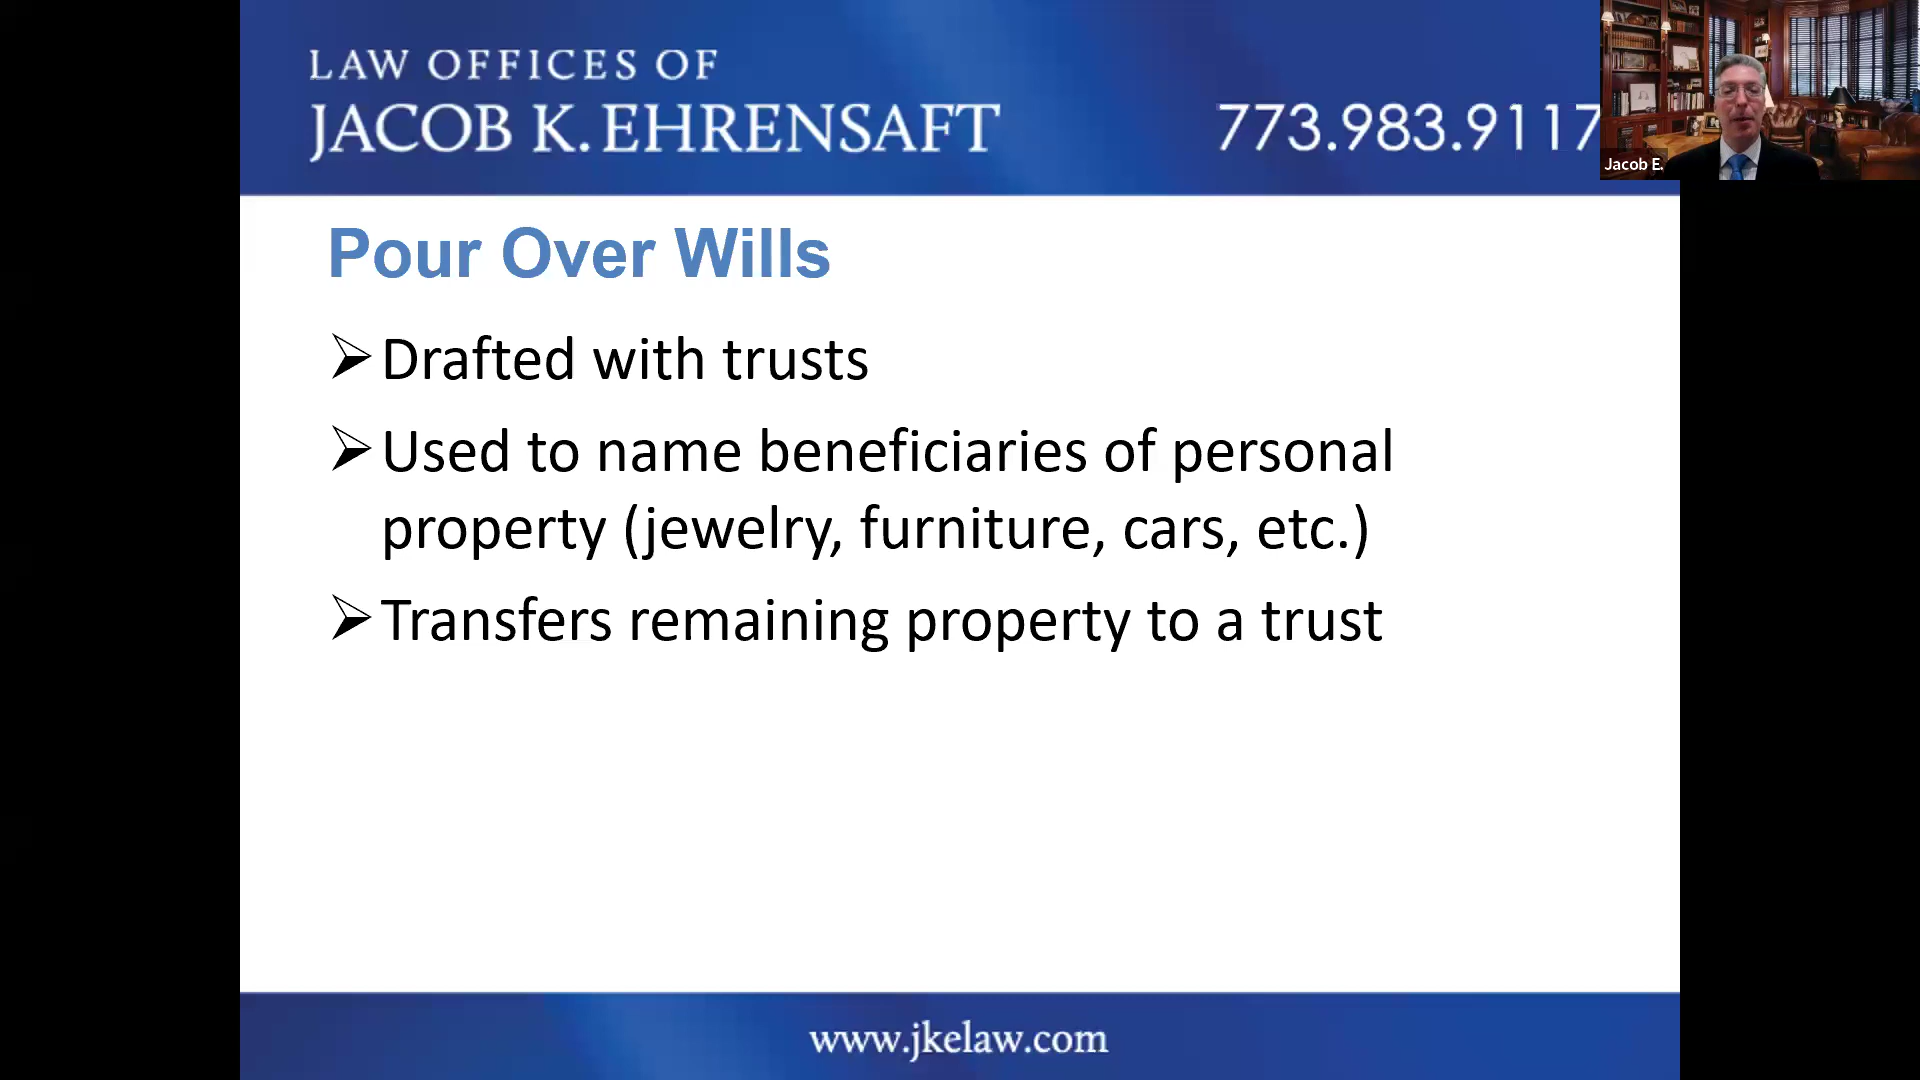 LAW OFFICES OF
JACOB K. EHRENSAFT
773.983.9117
Jacob E.
Pour Over Wills
Drafted with trusts
Used to name beneficiaries of personal
property (jewelry, furniture, cars, etc.)
Transfers remaining property to a trust
www.jkelaw.com